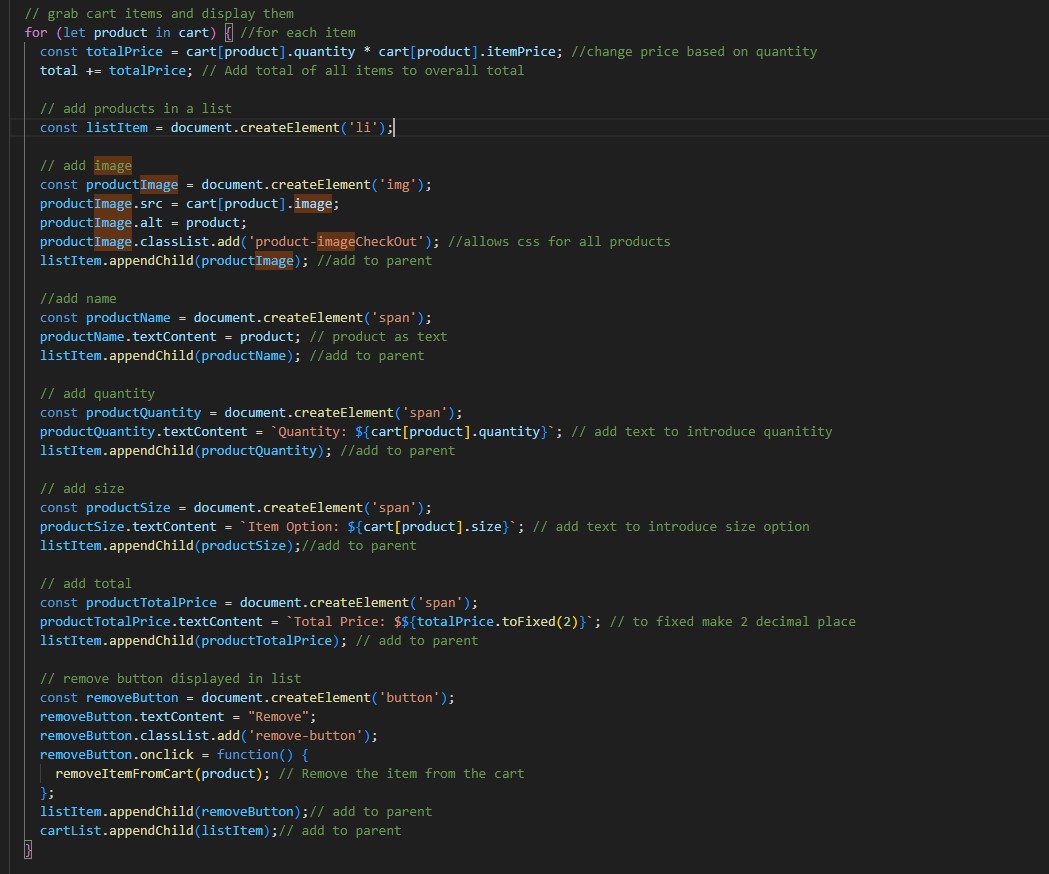 // grab cart items and display them
for (let product in cart) { //for each item
  const totalPrice = cart[product].quantity * cart[product].itemPrice; //change price based on quantity
  total += totalPrice; // Add total of all items to overall total

  // add products in a list
  const listItem = document.createElement('li');

  // add image
  const productImage = document.createElement('img');
  productImage.src = cart[product].image;
  productImage.alt = product;
  productImage.classList.add('product-imageCheckOut'); //allows css for all products
  listItem.appendChild(productImage); //add to parent

  //add name
  const productName = document.createElement('span');
  productName.textContent = product; // product as text
  listItem.appendChild(productName); //add to parent

  // add quantity
  const productQuantity = document.createElement('span');
  productQuantity.textContent = `Quantity: ${cart[product].quantity}`; // add text to introduce quanitity
  listItem.appendChild(productQuantity); //add to parent

  // add size
  const productSize = document.createElement('span');
  productSize.textContent = `Item Option: ${cart[product].size}`; // add text to introduce size option
  listItem.appendChild(productSize);//add to parent

  // add total
  const productTotalPrice = document.createElement('span');
  productTotalPrice.textContent = `Total Price: $${totalPrice.toFixed(2)}`; // to fixed make 2 decimal place
  listItem.appendChild(productTotalPrice); // add to parent

  // remove button displayed in list
  const removeButton = document.createElement('button');
  removeButton.textContent = "Remove";
  removeButton.classList.add('remove-button');
  removeButton.onclick = function() {
    removeItemFromCart(product); // Remove the item from the cart
  };
  listItem.appendChild(removeButton);// add to parent
  cartList.appendChild(listItem);// add to parent
}